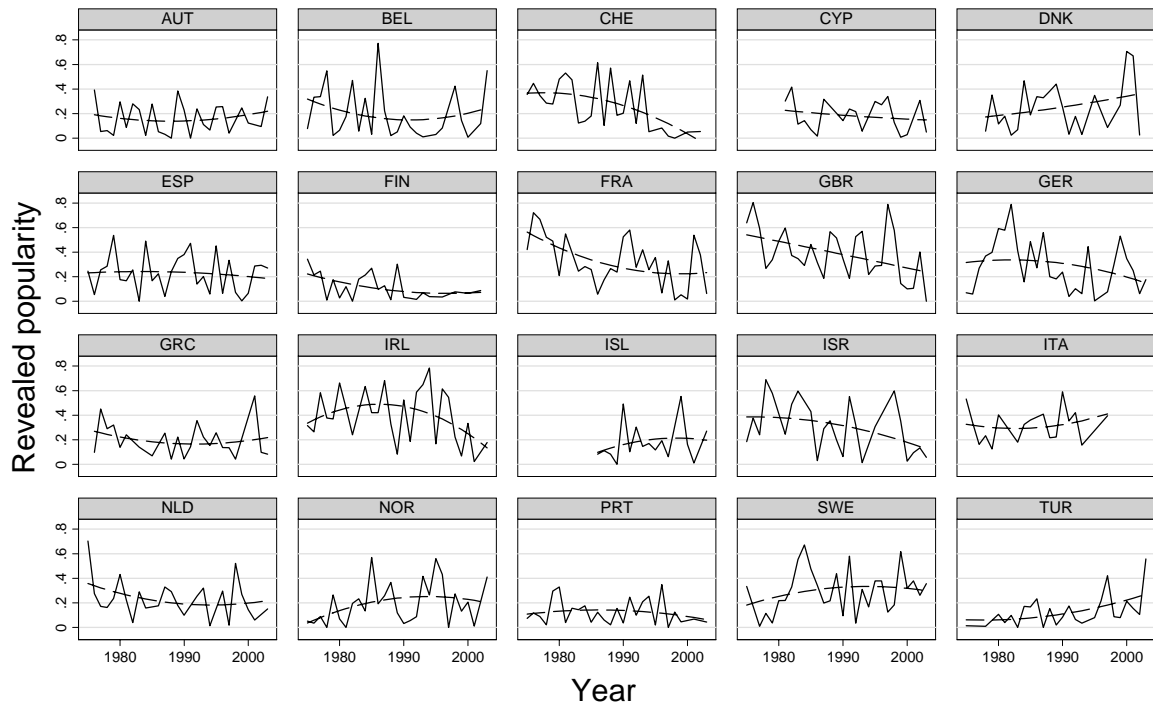 AUT BEL CHE CYP DNK
.8
.6
.4
.2
0
ESP FIN FRA GBR GER
.8
.6
.4
.2
0
GRC IRL ISL ISR ITA
.8
.6
.4
.2
0
NLD NOR PRT SWE TUR
.8
.6
.4
.2
0
1980 1990 2000 1980 1990 2000 1980 1990 2000 1980 1990 2000 1980 1990 2000
Revealed popularity
Year